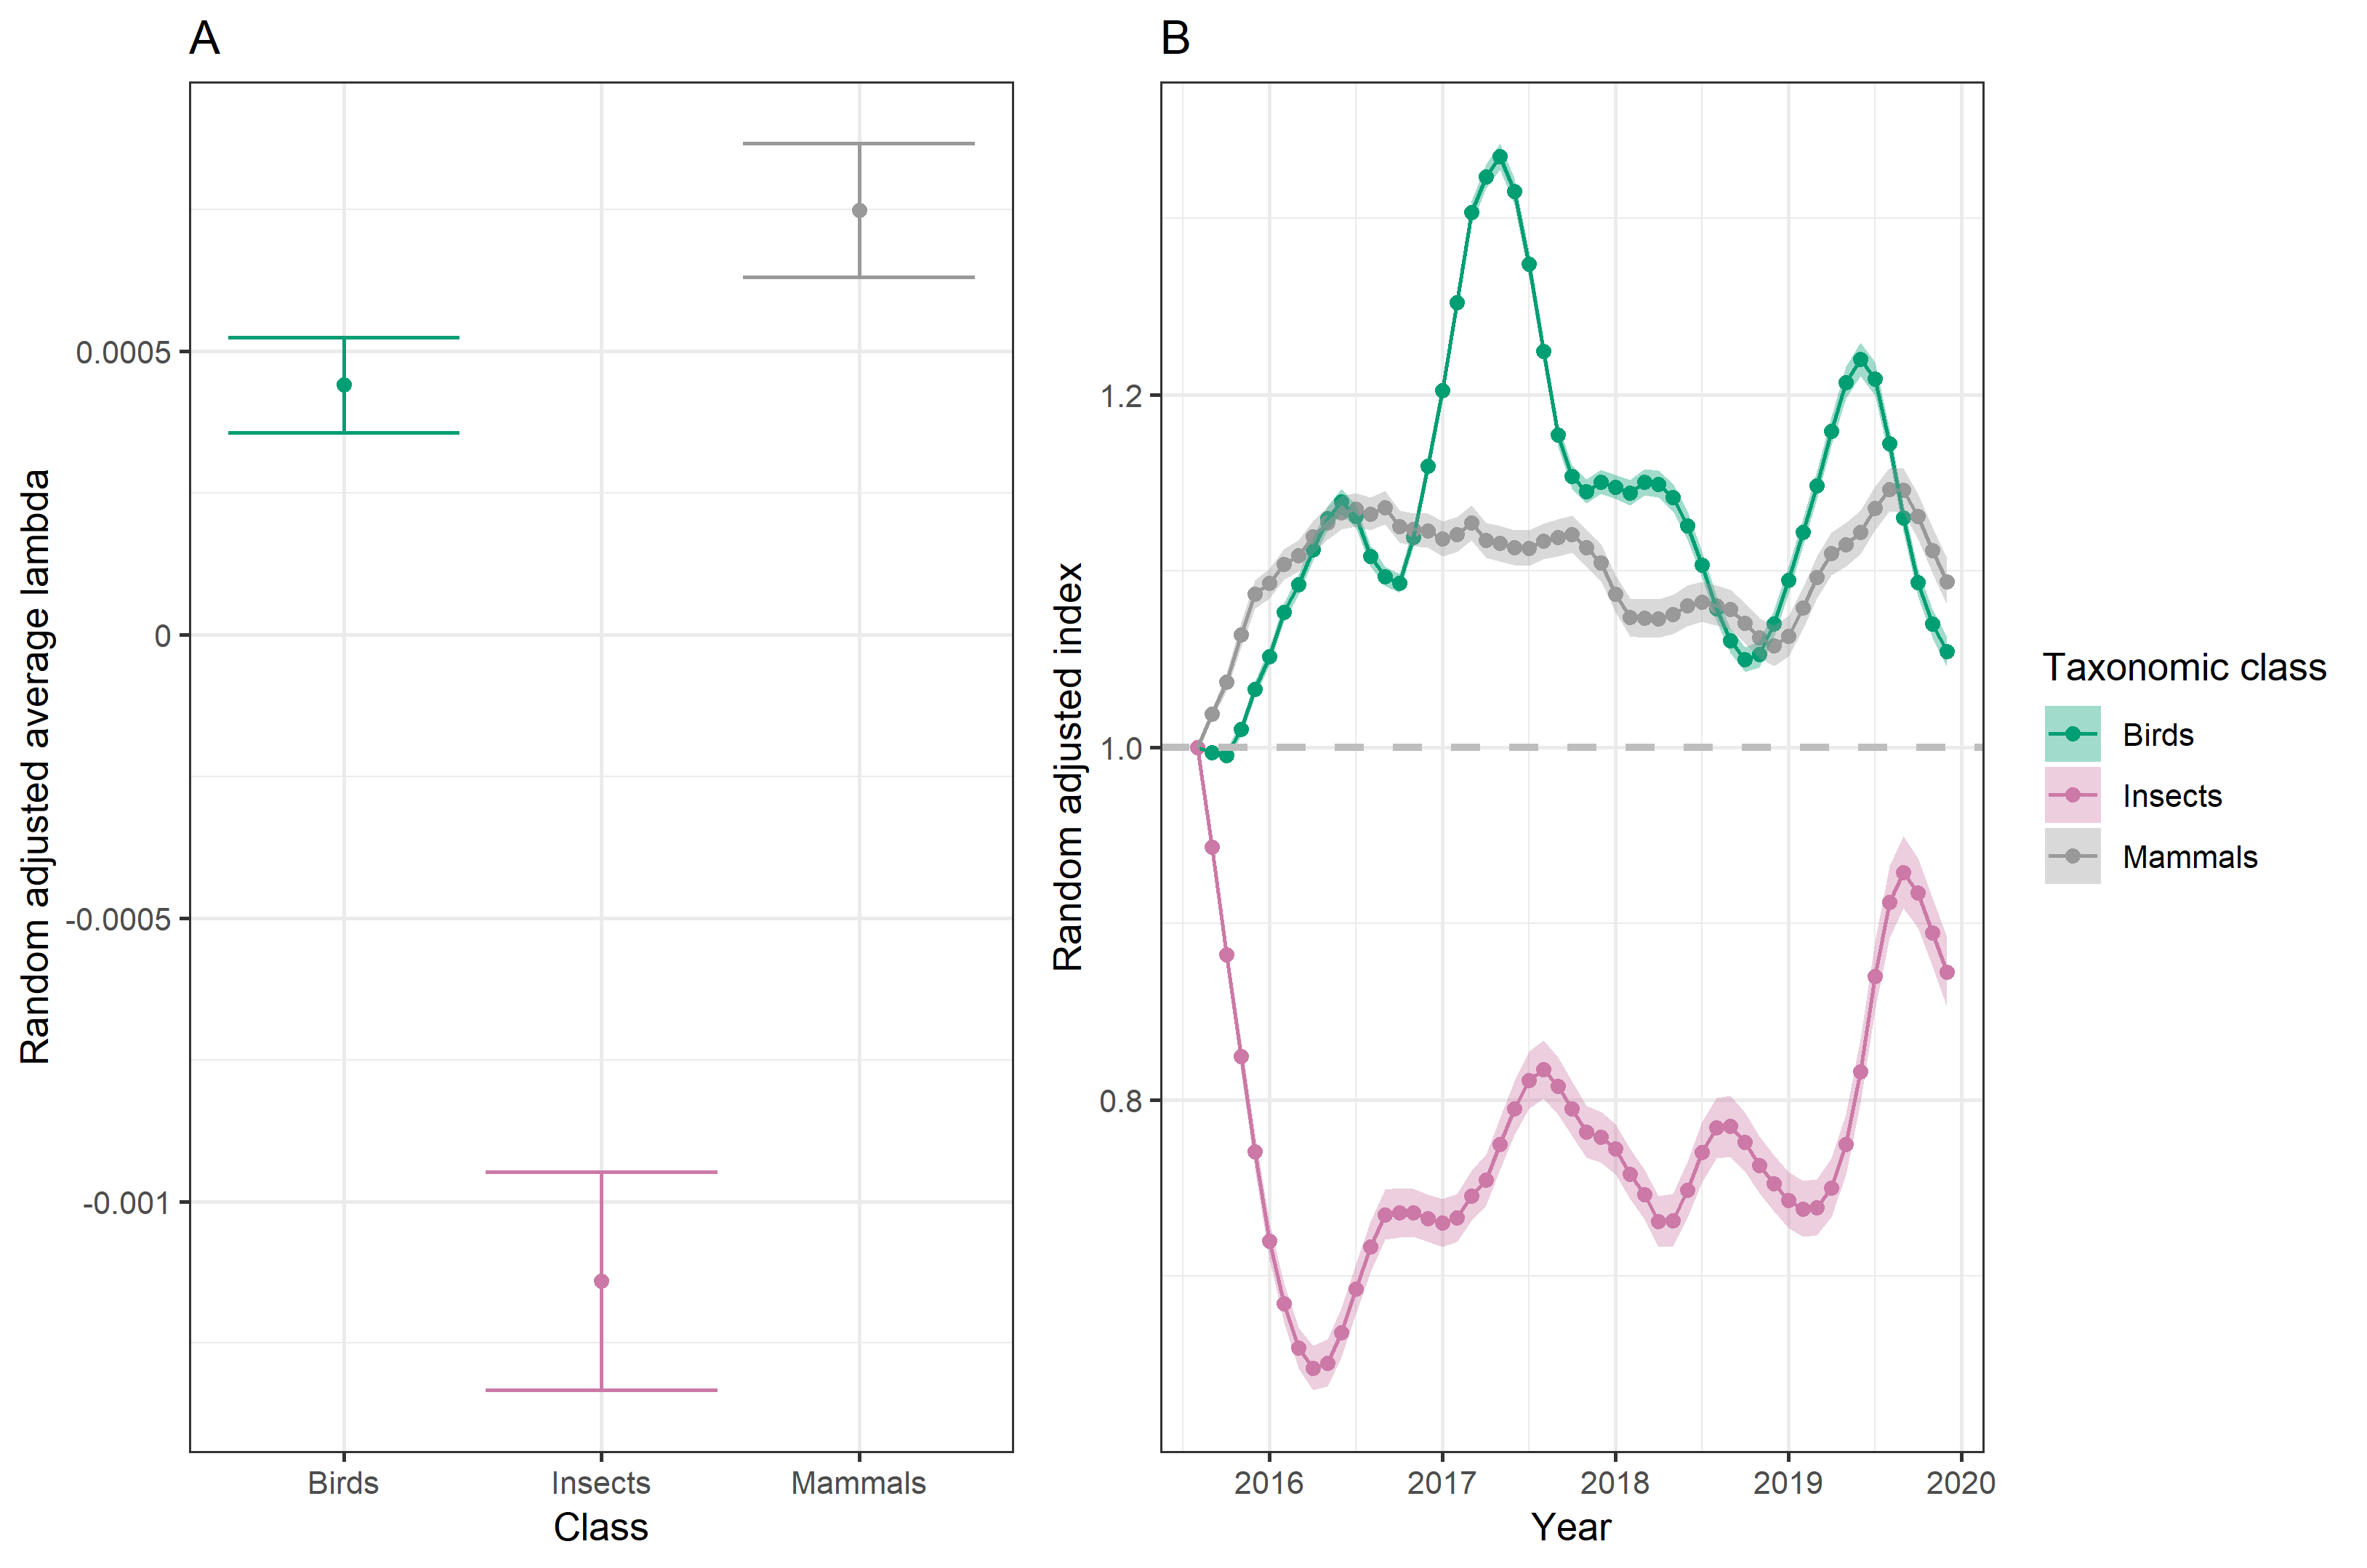 A
Random adjusted average lambda
0.0005
0
-0.0005
-0.001
Birds
Insects
Mammals
Class
B
Random adjusted index
1.2
1.0
0.8
2016
2017
2018
2019
2020
Year
Taxonomic class
Birds
Insects
Mammals